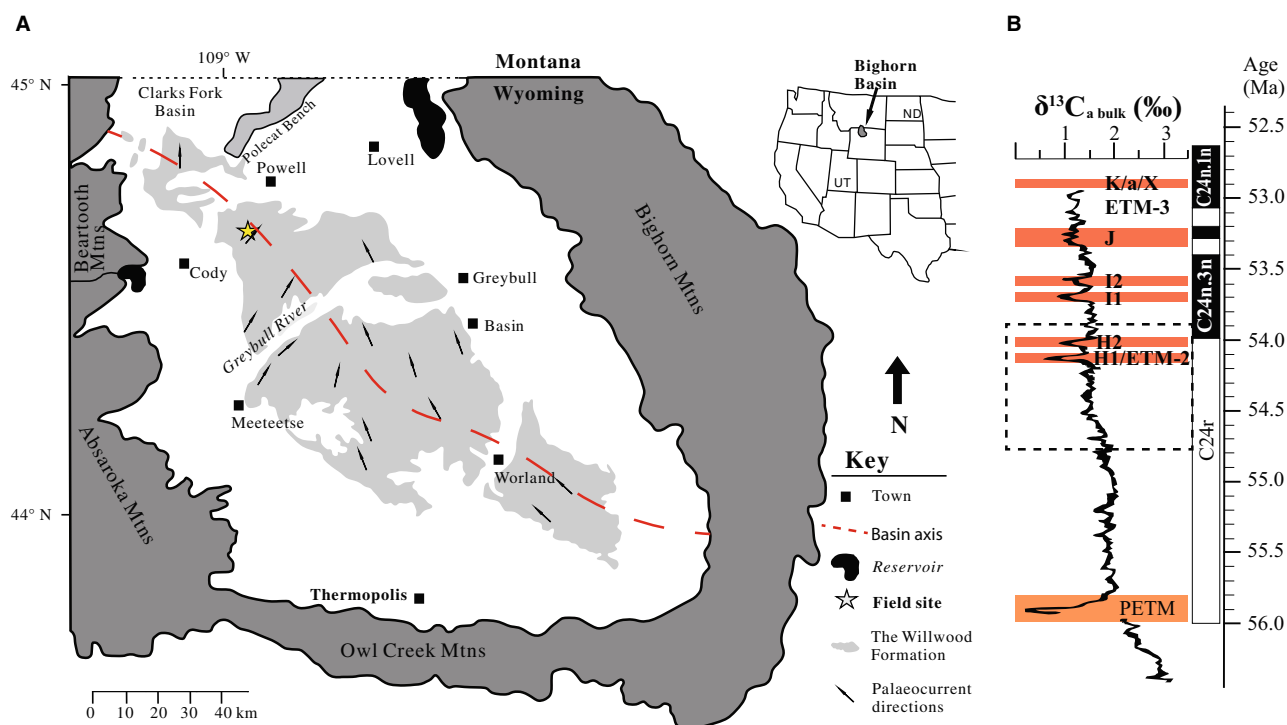 A
109° W
45° N
Clarks Fork
Basin
Polecat Bench
Powell
Lovell
Montana
Wyoming
Beartooth
Mtns
Cody
Greybull
Greybull River
Basin
Meeteetse
Bighorn Mtns
Absaroka Mtns
Worland
44° N
Thermopolis
Owl Creek Mtns
0 10 20 30 40 km
Bighorn
Basin
ND
UT
N
Key
Town
Basin axis
Reservoir
Field site
The Willwood
Formation
Palaeocurrent
directions
B
δ13Ca bulk (‰)
1 2 3
Age
(Ma)
52.5
53.0
53.5
54.0
54.5
55.0
55.5
56.0
K/a/X
ETM-3
J
I2
I1
H2
H1/ETM-2
PETM
C24n.1n
C24n.3n
C24r